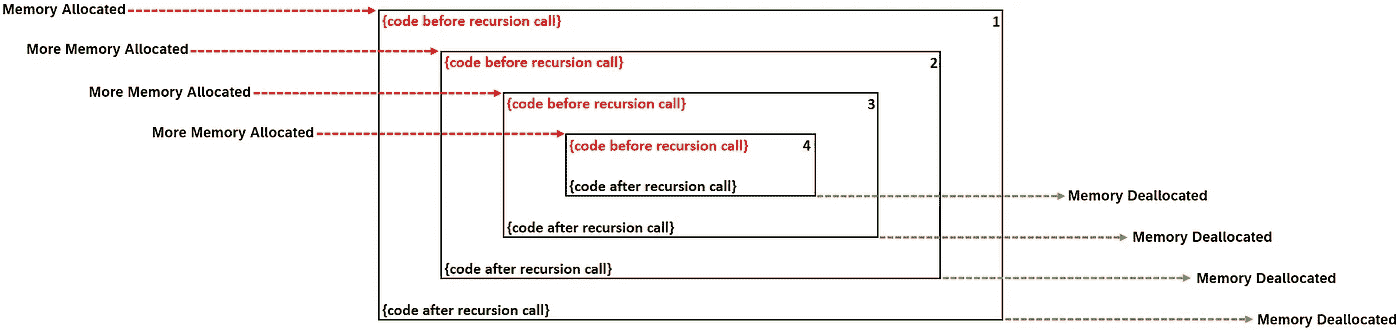 Memory Allocated
{code before recursion call} 1
More Memory Allocated
{code before recursion call} 2
More Memory Allocated
{code before recursion call} 3
More Memory Allocated
{code before recursion call} 4
{code after recursion call}
Memory Deallocated
{code after recursion call}
Memory Deallocated
{code after recursion call}
Memory Deallocated
{code after recursion call}
Memory Deallocated